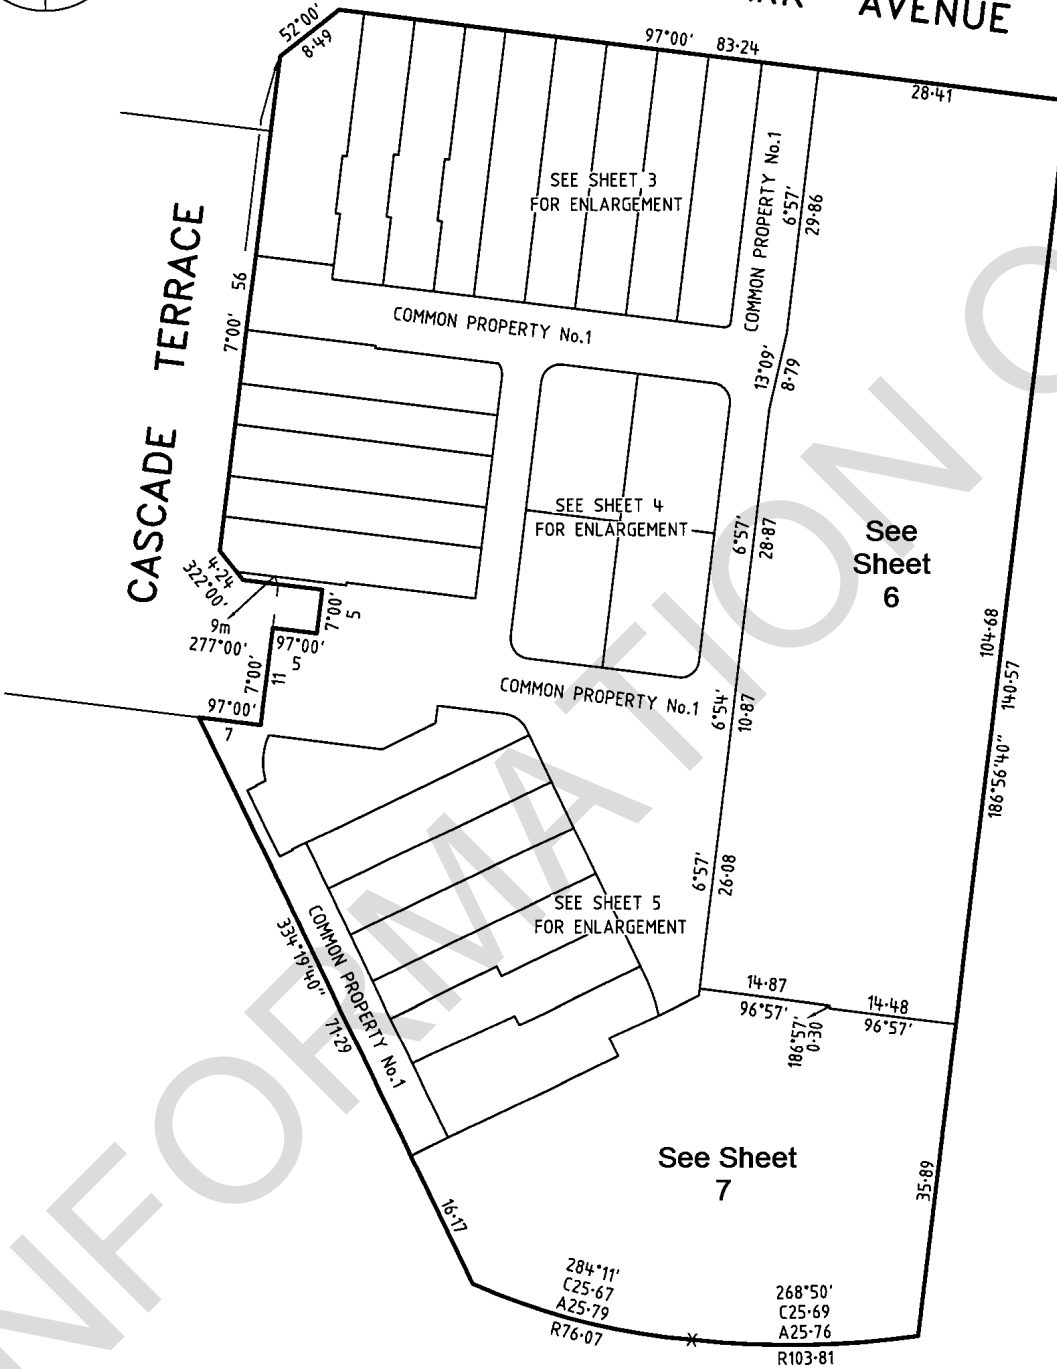 AVENUE
52°00'
8·49
97°00' 83·24
28·41
CASCADE TERRACE
SEE SHEET 3
FOR ENLARGEMENT
COMMON PROPERTY No.1
6°57'
29·86
56
7°00'
COMMON PROPERTY No.1
13°09'
8·79
SEE SHEET 4
FOR ENLARGEMENT
6°57'
28·87
See
Sheet
6
4·24
322°00'
9m
277°00'
7°00'
5
97°00'
5
7°00'
11
97°00'
7
COMMON PROPERTY No.1
6°54'
10·87
104·68
140·57
186°56'40"
6°57'
26·08
SEE SHEET 5
FOR ENLARGEMENT
COMMON PROPERTY No.1
334°19'40"
71·29
14·87
96°57'
186°57'
0·30
14·48
96°57'
See Sheet
7
35·89
16·17
284°11'
C25·67
A25·79
R76·07
X
268°50'
C25·69
A25·76
R103·81
INFORMATION